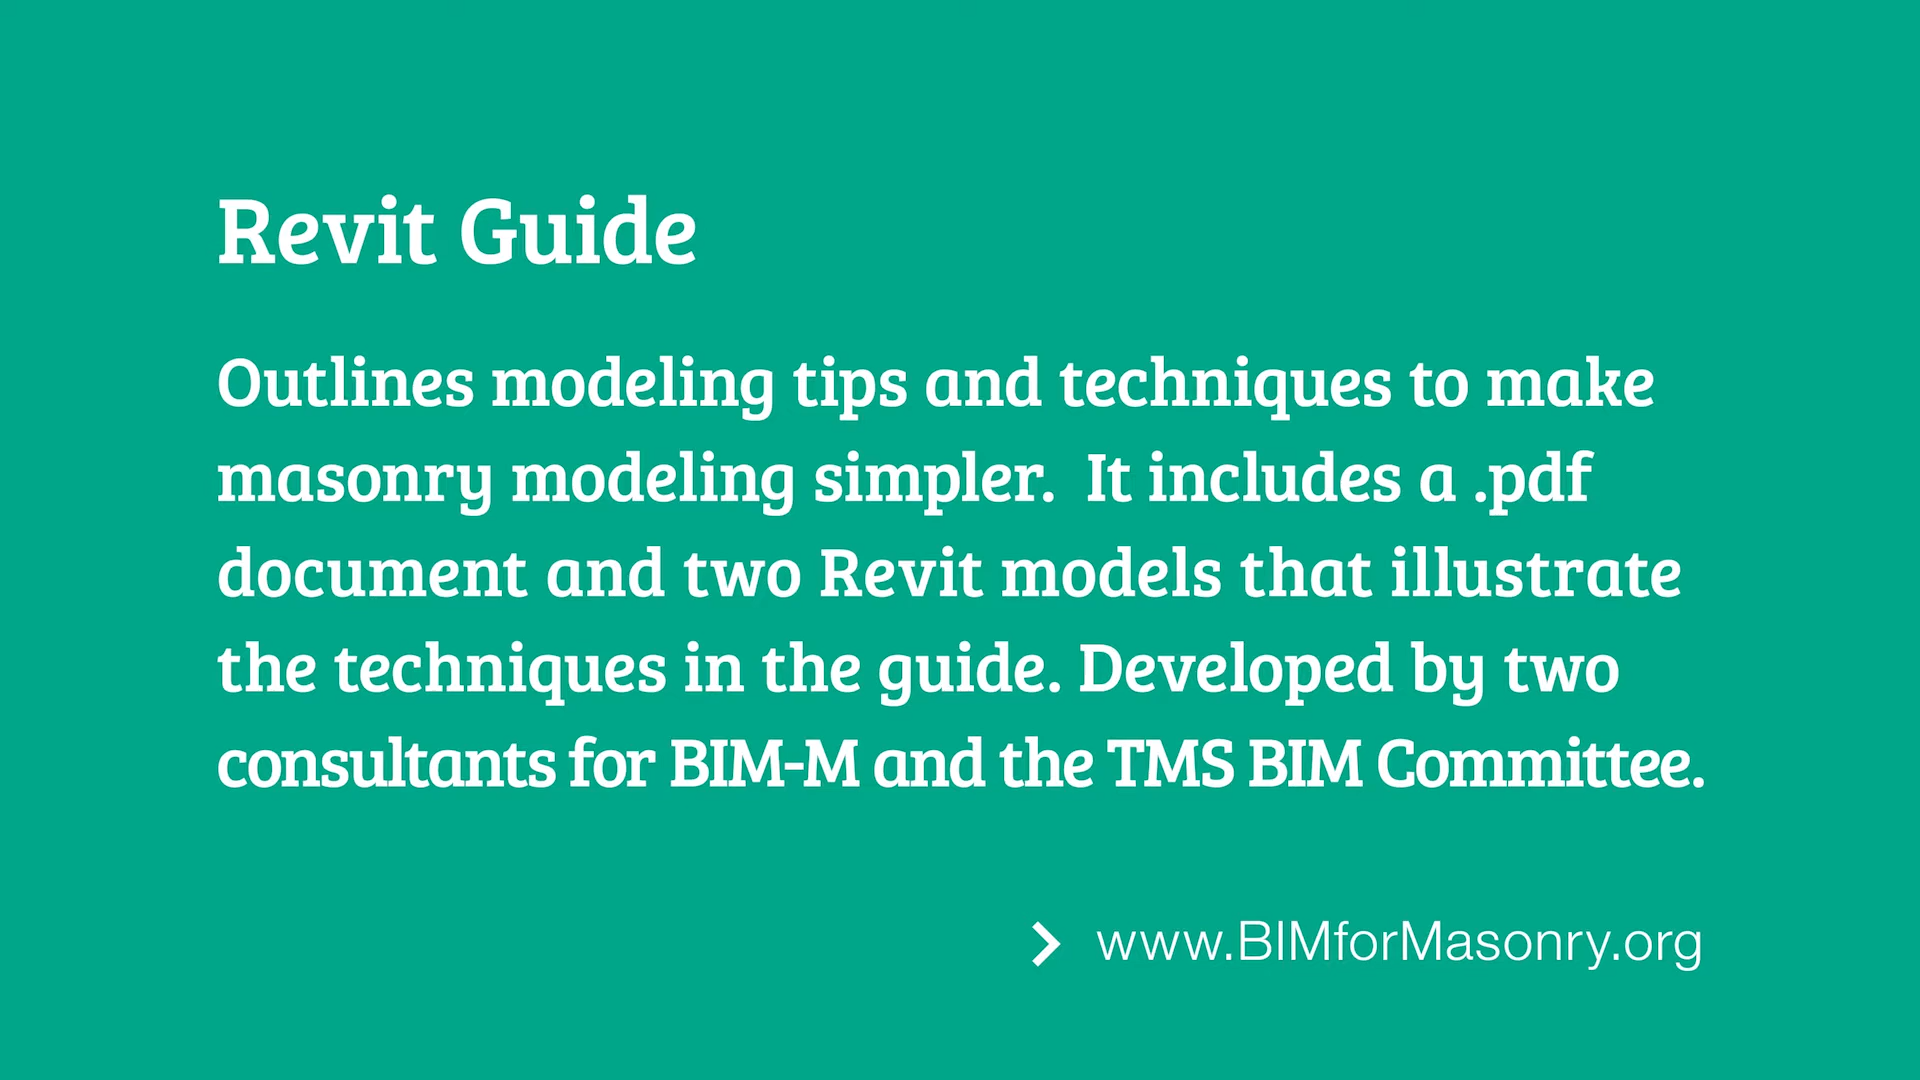 Revit Guide
Outlines modeling tips and techniques to make
masonry modeling simpler.  It includes a .pdf
document and two Revit models that illustrate
the techniques in the guide. Developed by two
consultants for BIM-M and the TMS BIM Committee.
www.BIMforMasonry.org